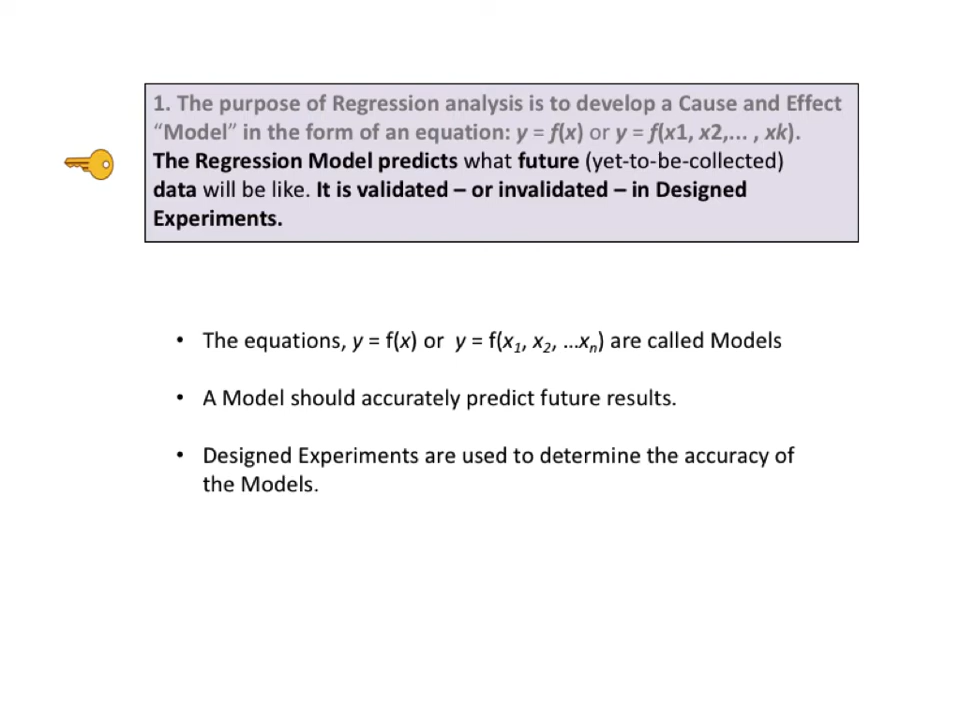 1. The purpose of Regression analysis is to develop a Cause and Effect
“Model” in the form of an equation: y = f(x) or y = f(x1, x2,... , xk).
The Regression Model predicts what future (yet-to-be-collected)
data will be like. It is validated – or invalidated – in Designed
Experiments.
• The equations, y = f(x) or y = f(x₁, x₂, ...xₙ) are called Models
• A Model should accurately predict future results.
• Designed Experiments are used to determine the accuracy of
the Models.